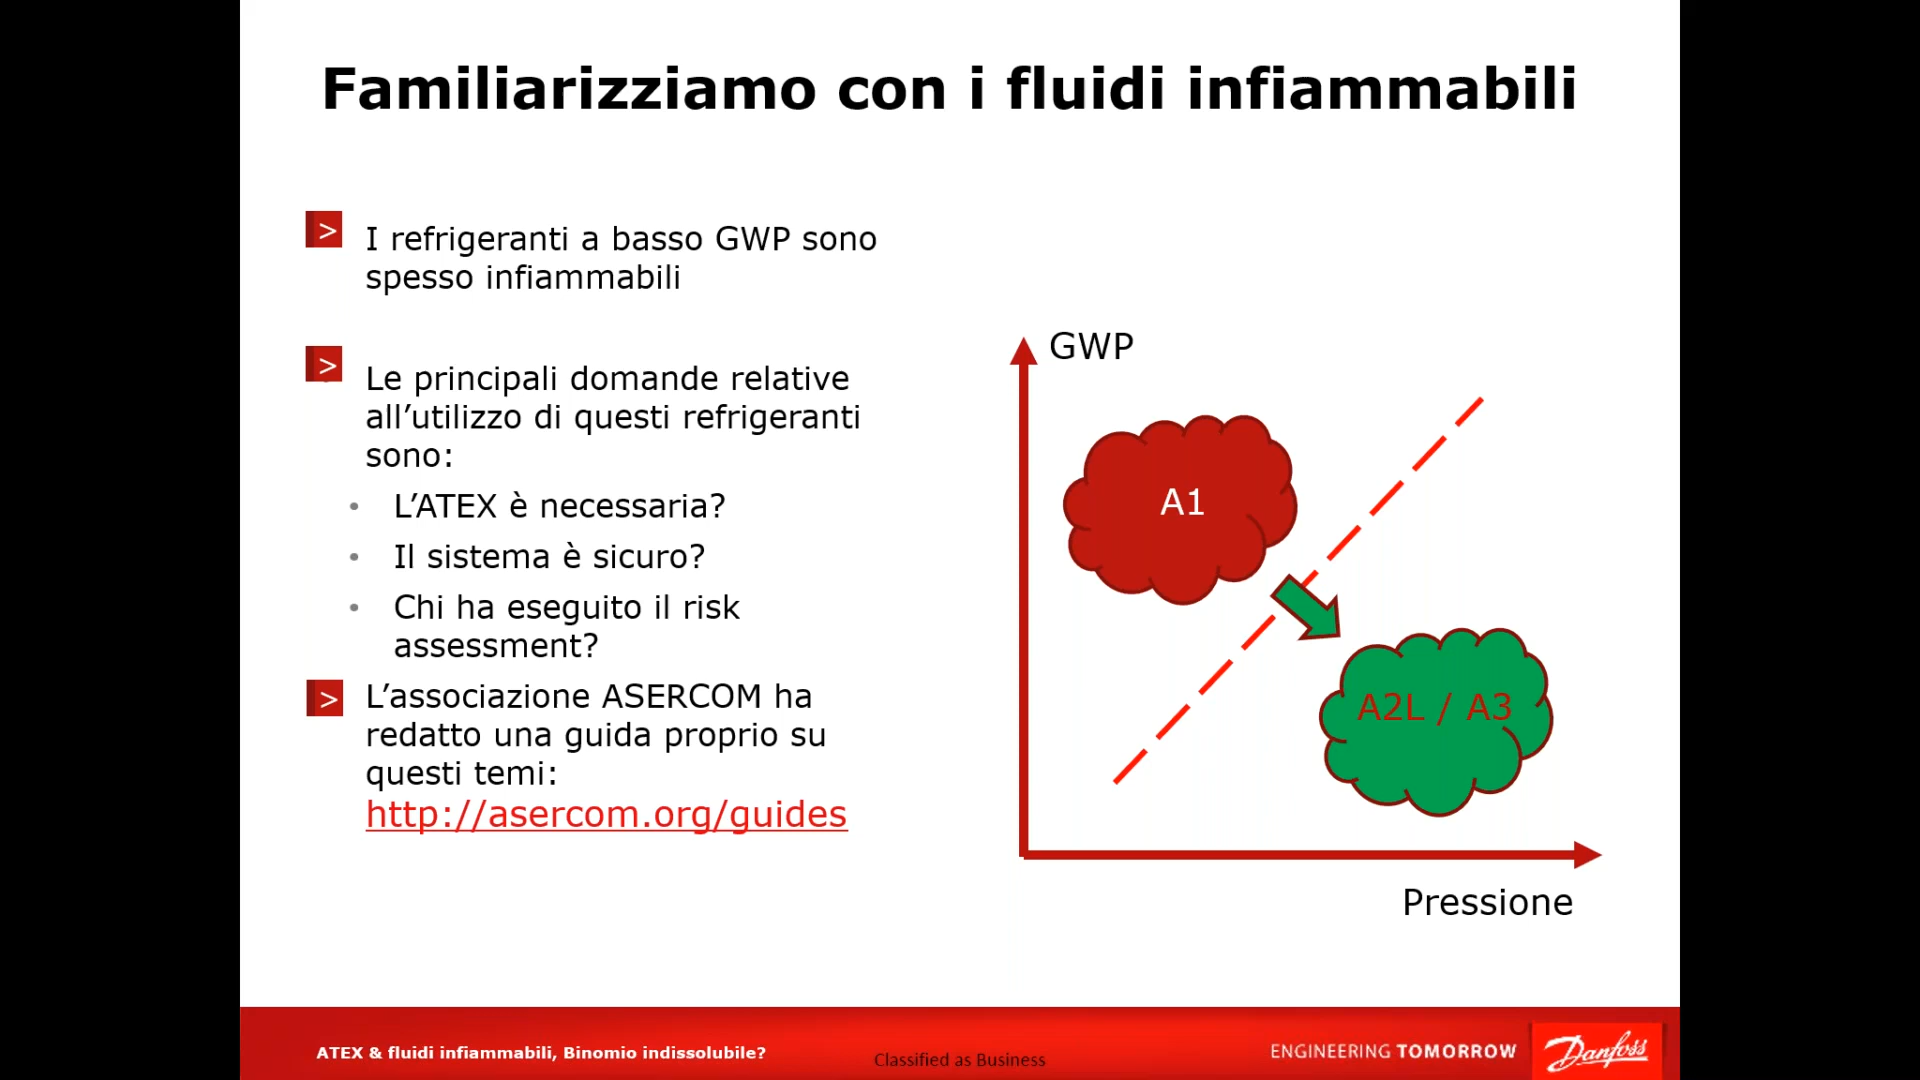 Familiarizziamo con i fluidi infiammabili
> I refrigeranti a basso GWP sono
spesso infiammabili
> Le principali domande relative
all’utilizzo di questi refrigeranti
sono:
• L’ATEX è necessaria?
• Il sistema è sicuro?
• Chi ha eseguito il risk
assessment?
> L’associazione ASERCOM ha
redatto una guida proprio su
questi temi:
http://asercom.org/guides
GWP
A1
A2L / A3
Pressione
ATEX & fluidi infiammabili, Binomio indissolubile?
Classified as Business
ENGINEERING TOMORROW
Danfoss